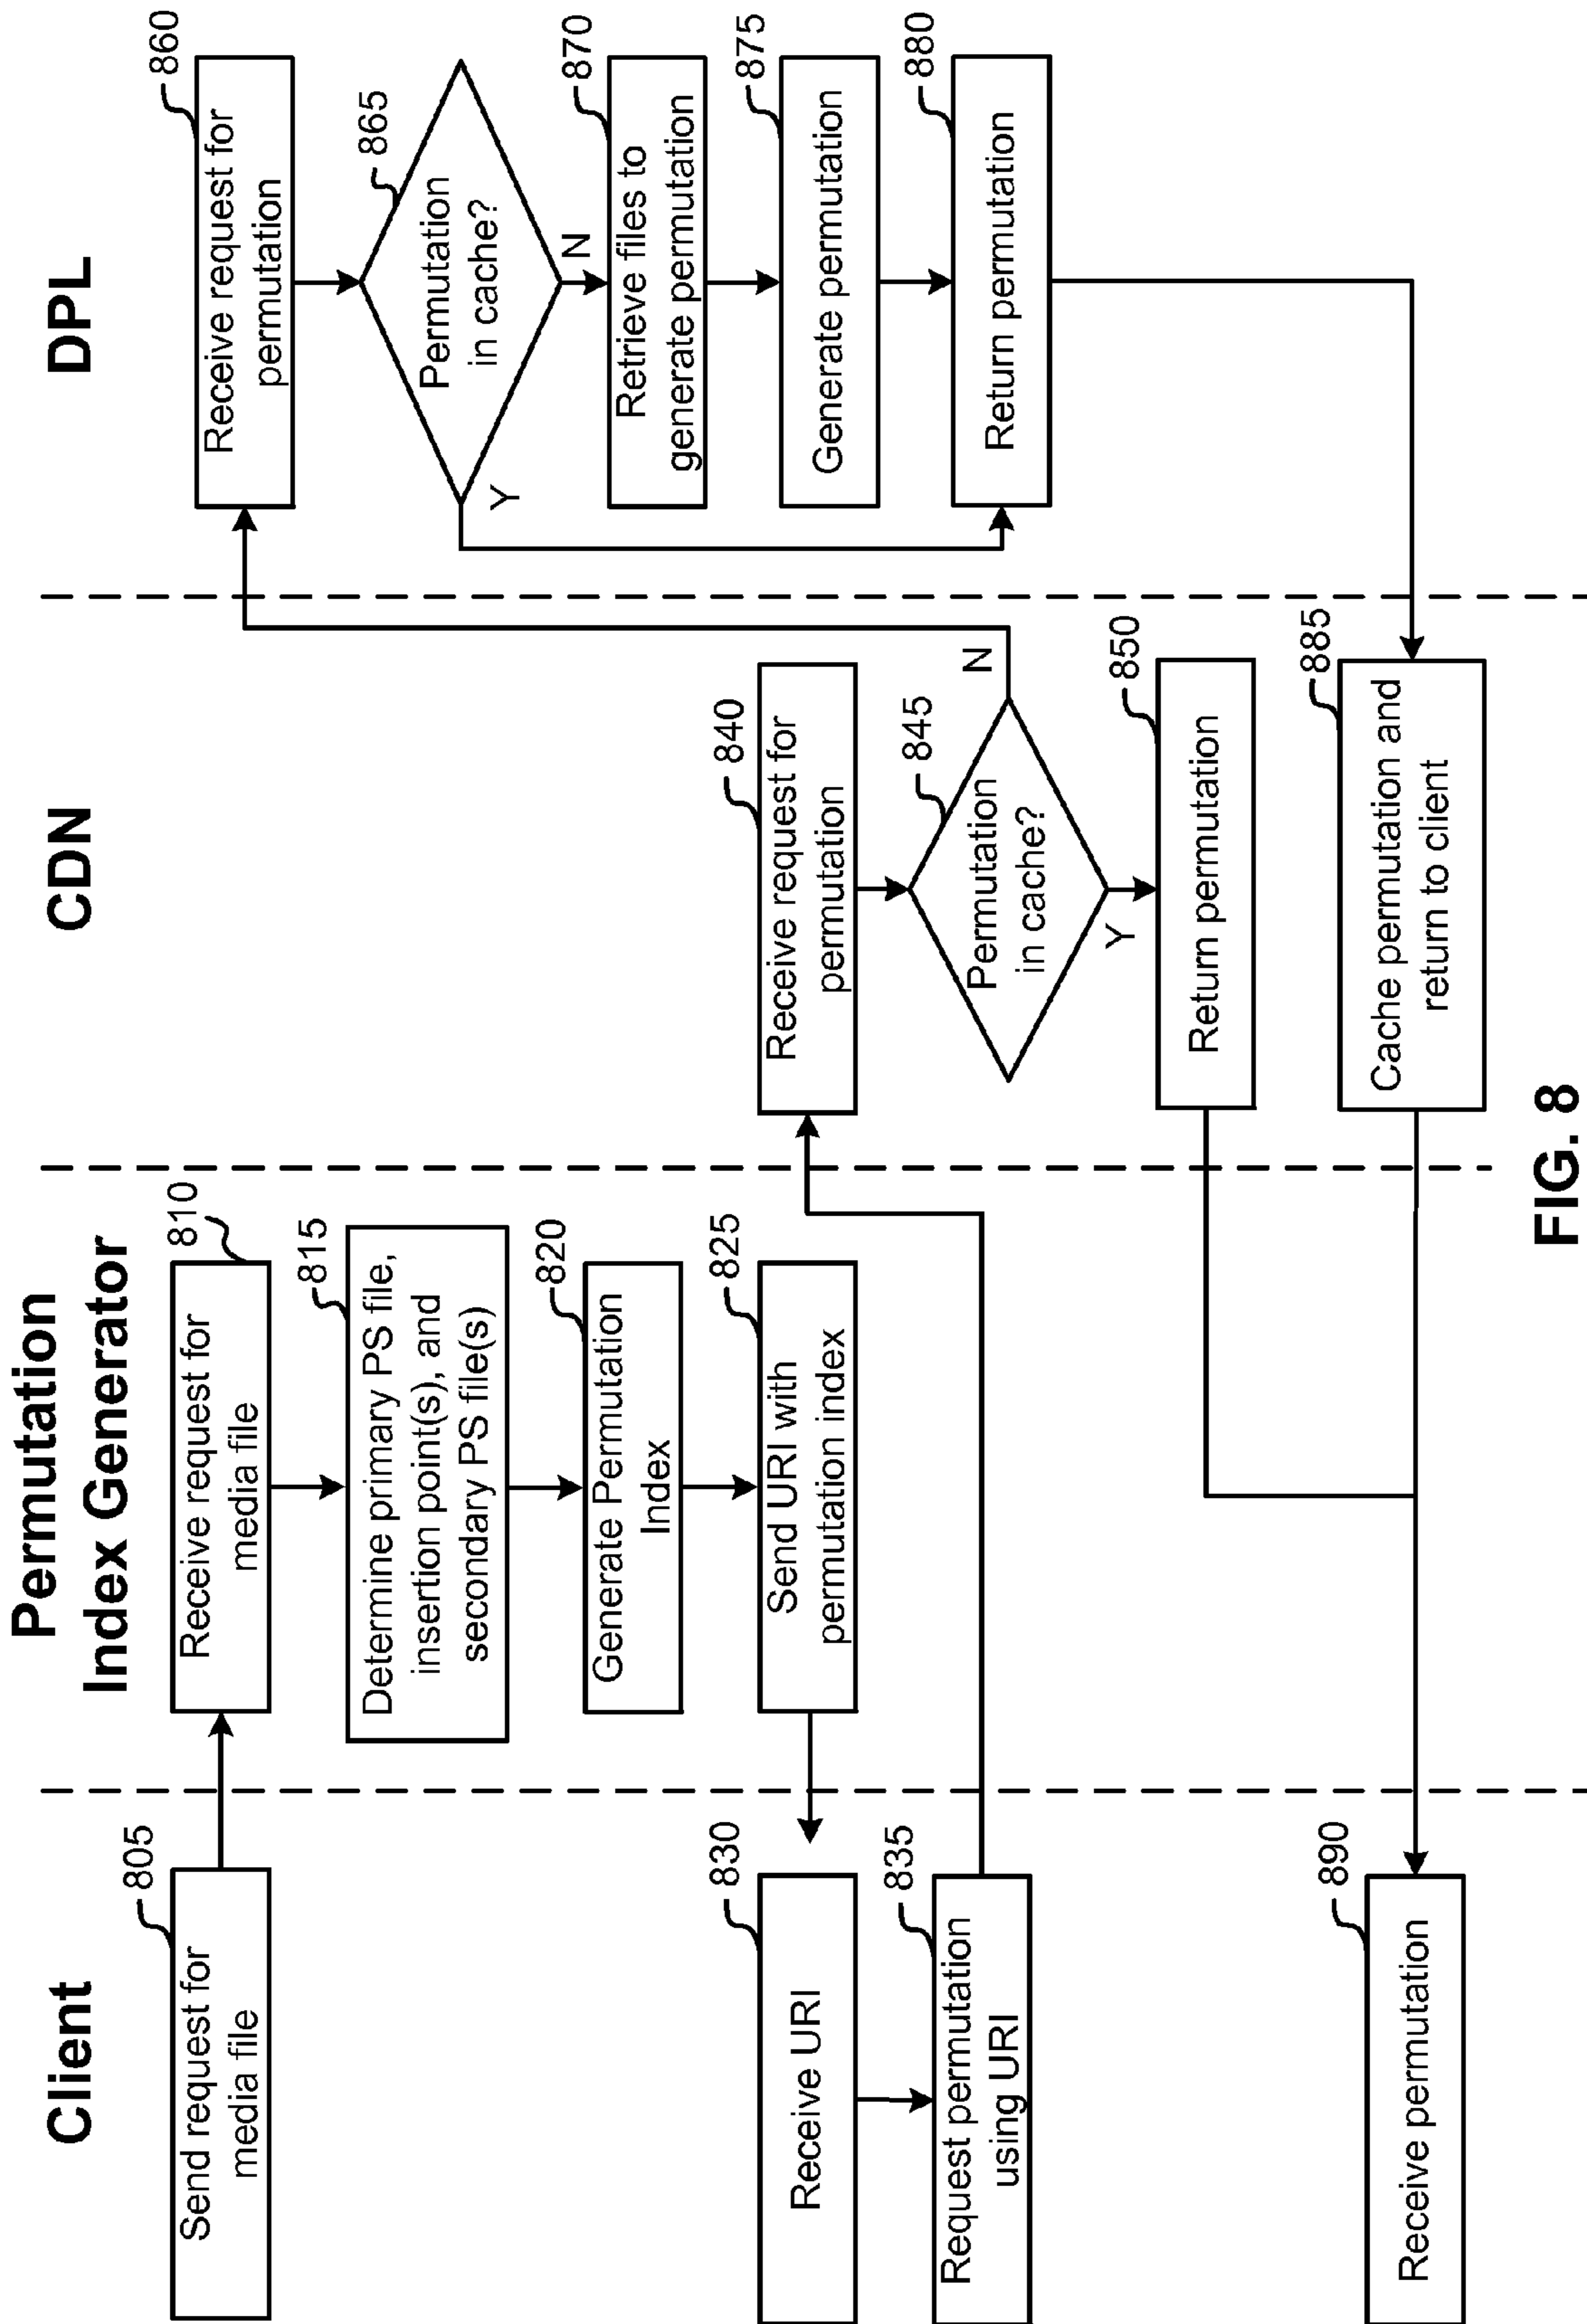 Client
805
Send request for
media file
830
Receive URI
835
Request permutation
using URI
890
Receive permutation
Permutation
Index Generator
810
Receive request for
media file
815
Determine primary PS file,
insertion point(s), and
secondary PS file(s)
820
Generate Permutation
Index
825
Send URI with
permutation index
CDN
840
Receive request for
permutation
845
Permutation
in cache?
N
Y
850
Return permutation
885
Cache permutation and
return to client
DPL
860
Receive request for
permutation
865
Permutation
in cache?
Y
N
870
Retrieve files to
generate permutation
875
Generate permutation
880
Return permutation
FIG. 8